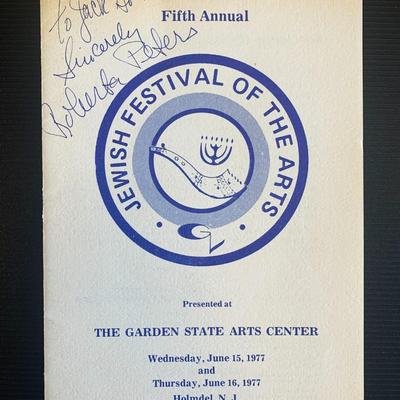 To Jack
Sincerely
Roberta Peters
Fifth Annual
JEWISH FESTIVAL OF THE ARTS
Presented at
THE GARDEN STATE ARTS CENTER
Wednesday, June 15, 1977
and
Thursday, June 16, 1977
Holmdel, N. J.